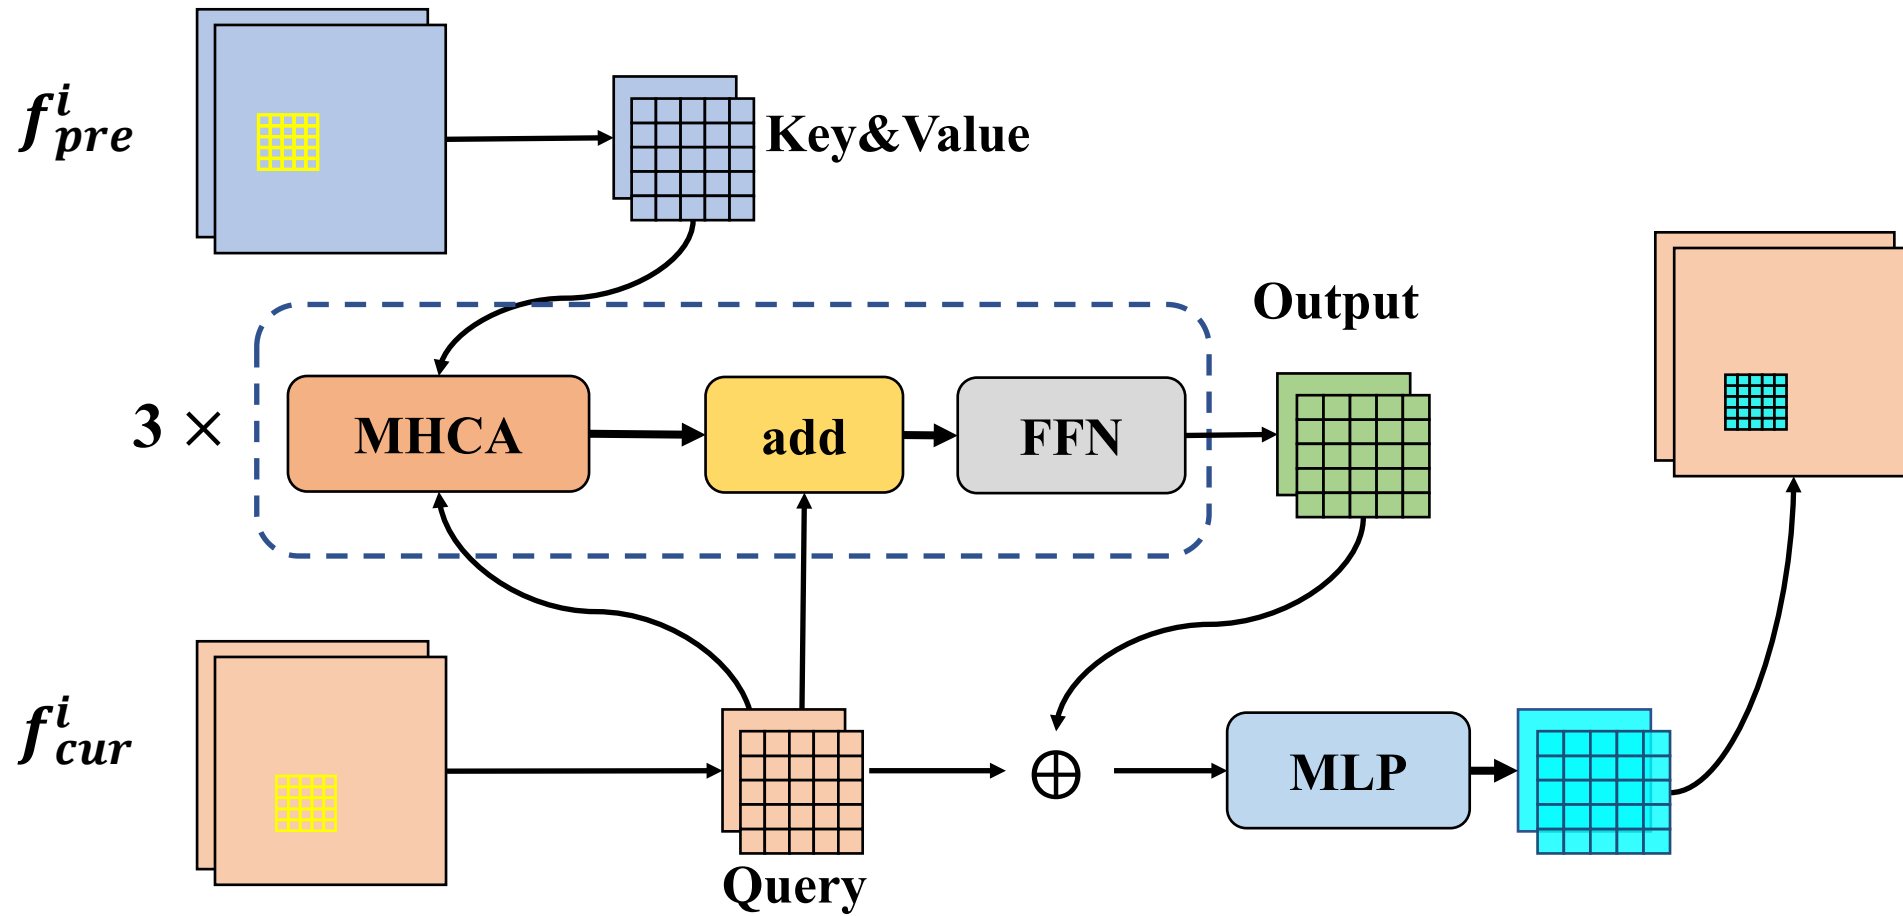 f^i_pre
Key&Value
Output
3 ×
MHCA
add
FFN
f^i_cur
MLP
Query